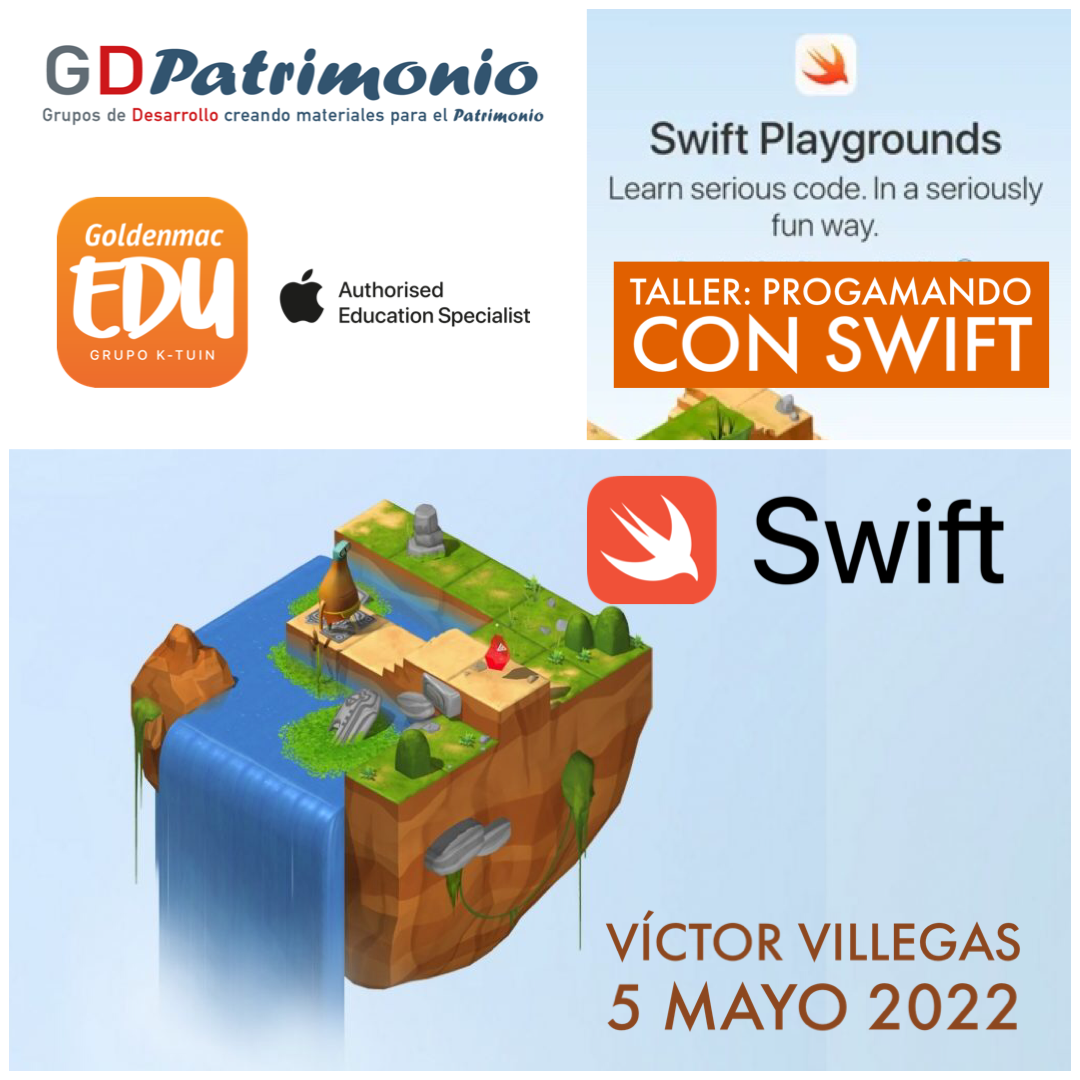 GDPatrimonio
Grupos de Desarrollo creando materiales para el Patrimonio
Goldenmac
EDU
GRUPO K-TUIN
Authorised
Education Specialist
Swift Playgrounds
Learn serious code. In a seriously
fun way.
TALLER: PROGAMANDO
CON SWIFT
Swift
VÍCTOR VILLEGAS
5 MAYO 2022